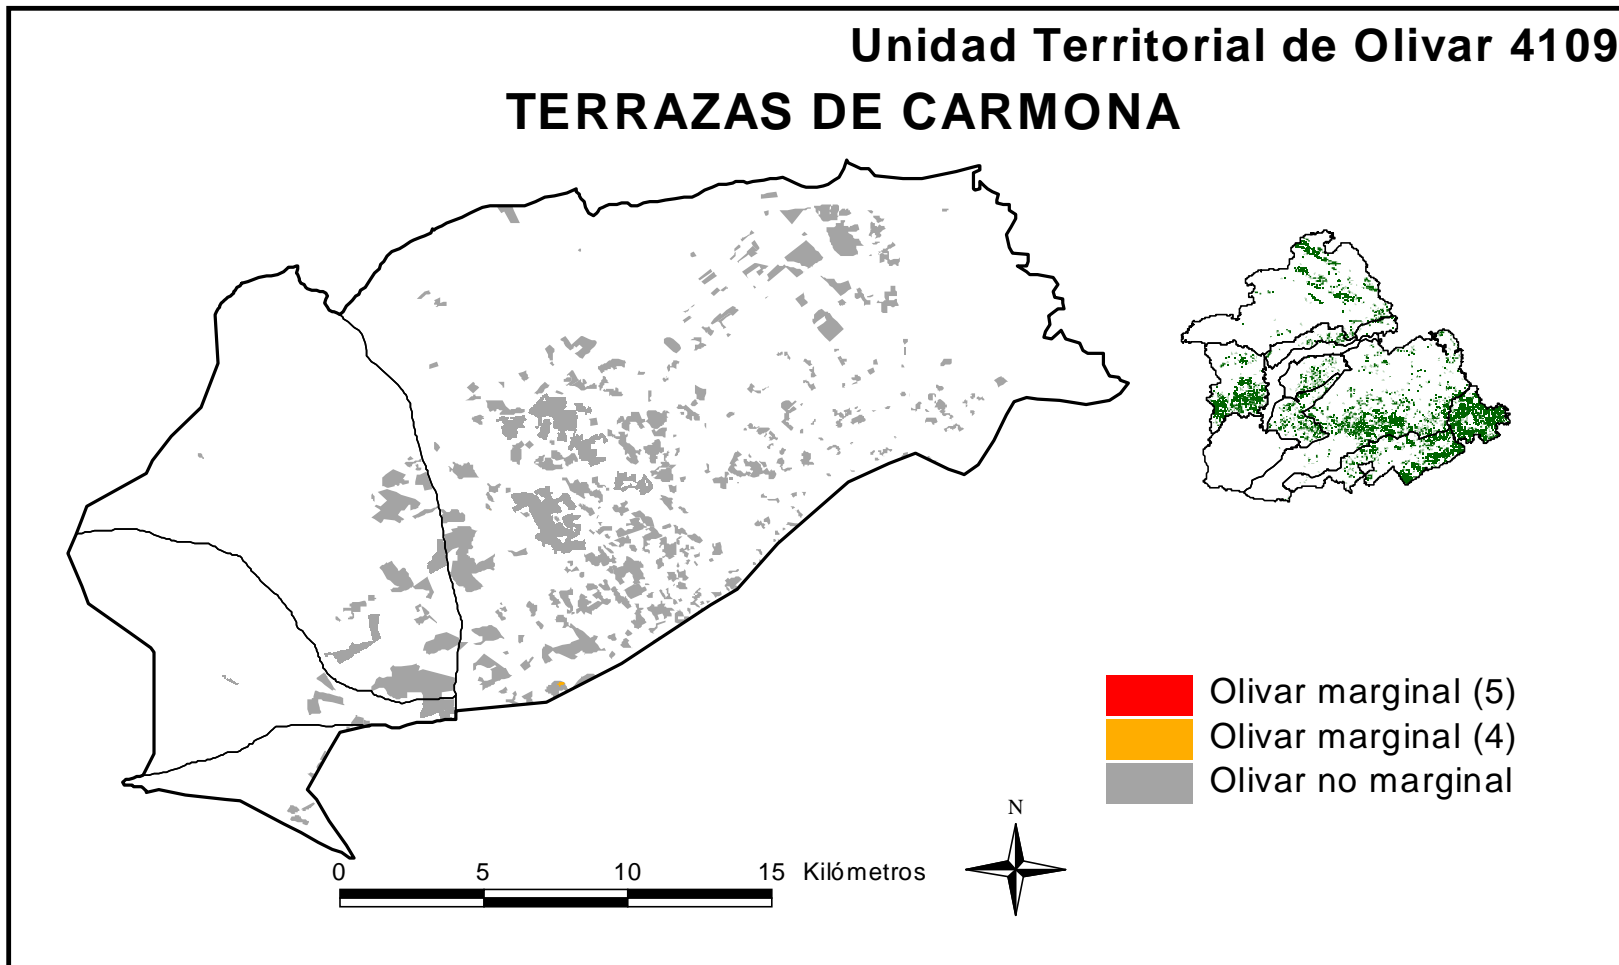 Unidad Territorial de Olivar 4109
TERRAZAS DE CARMONA
Olivar marginal (5)
Olivar marginal (4)
Olivar no marginal
N
0 5 10 15 Kilómetros